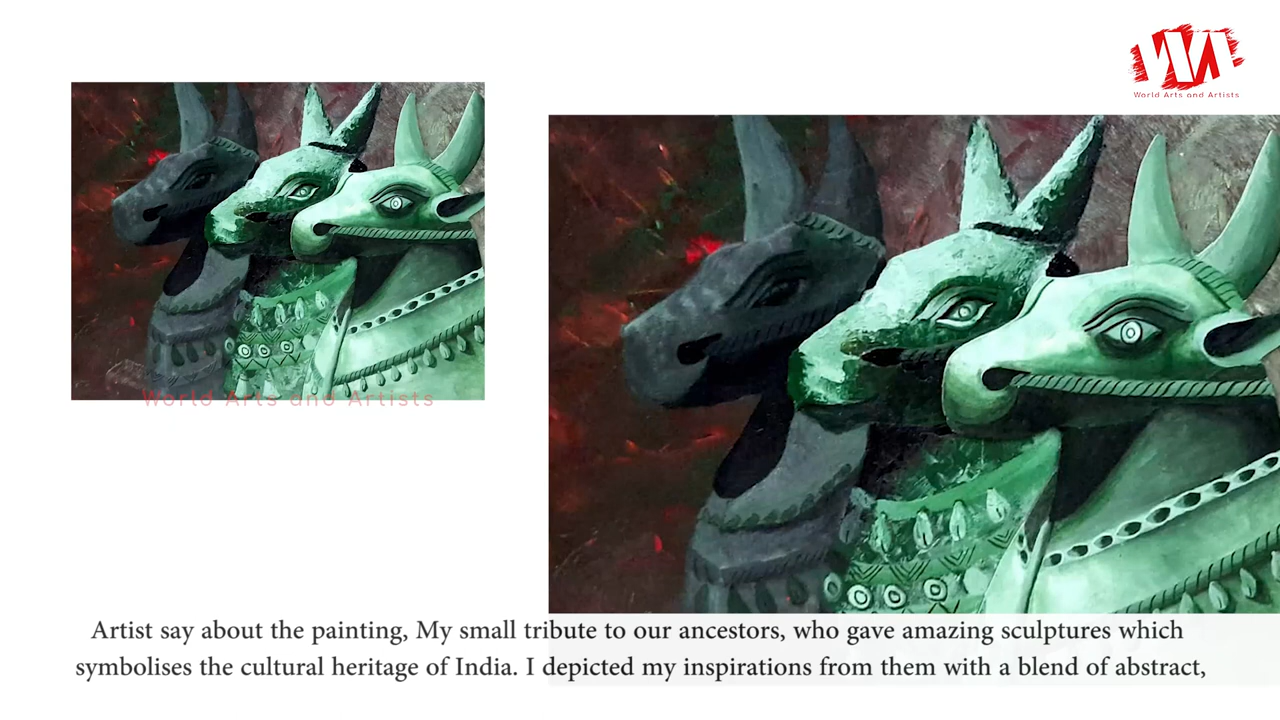 World Arts and Artists
World Arts and Artists
Artist say about the painting, My small tribute to our ancestors, who gave amazing sculptures which
symbolises the cultural heritage of India. I depicted my inspirations from them with a blend of abstract,